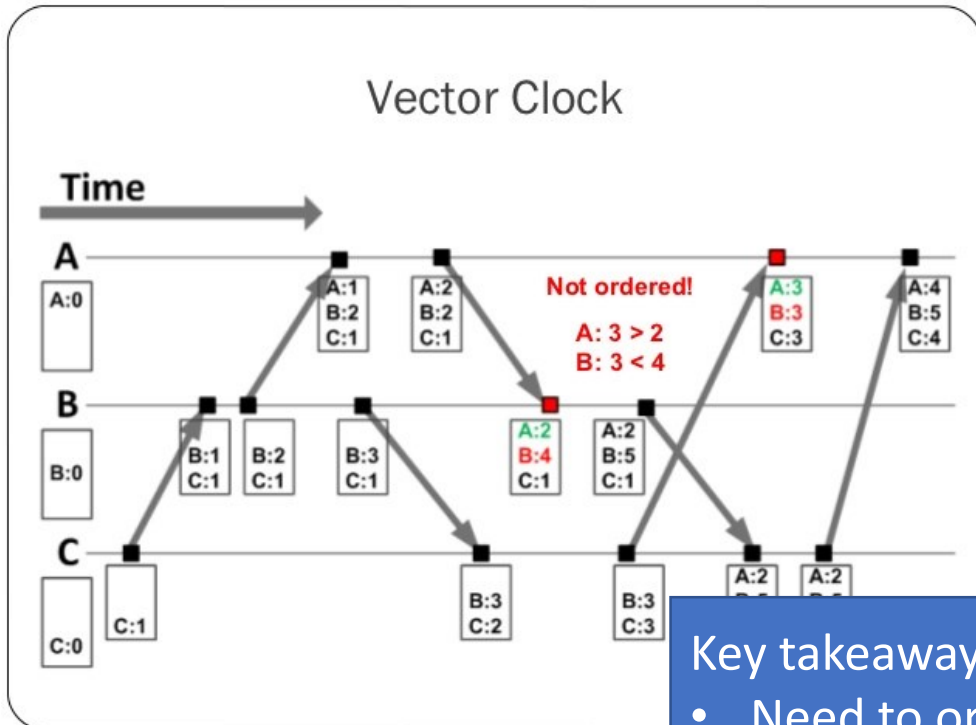 Vector Clock
Time
A
A:0
A:1
B:2
C:1
A:2
B:2
C:1
Not ordered!
A: 3 > 2
B: 3 < 4
A:3
B:3
C:3
A:4
B:5
C:4
B
B:0
B:1
C:1
B:2
C:1
B:3
C:1
A:2
B:4
C:1
A:2
B:5
C:1
C
C:0
C:1
B:3
C:2
B:3
C:3
A:2
A:2
Key takeaway
• Need to